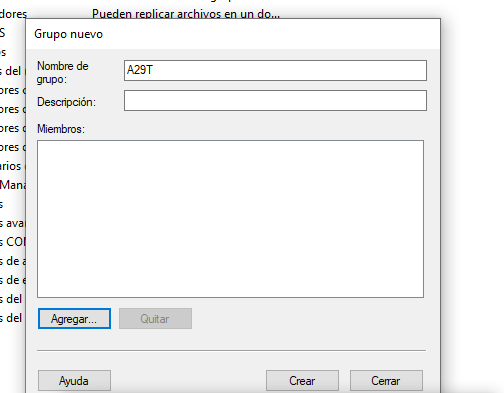 dores Pueden replicar archivos en un do...
S
os
Grupo nuevo
s del
Nombre de grupo: A29T
ores
Descripción:
ores
ores
Miembros:
ores
arios
Mana
s
s ava
s CO
s de a
s de e
s del
s del
Agregar... Quitar
Ayuda Crear Cerrar